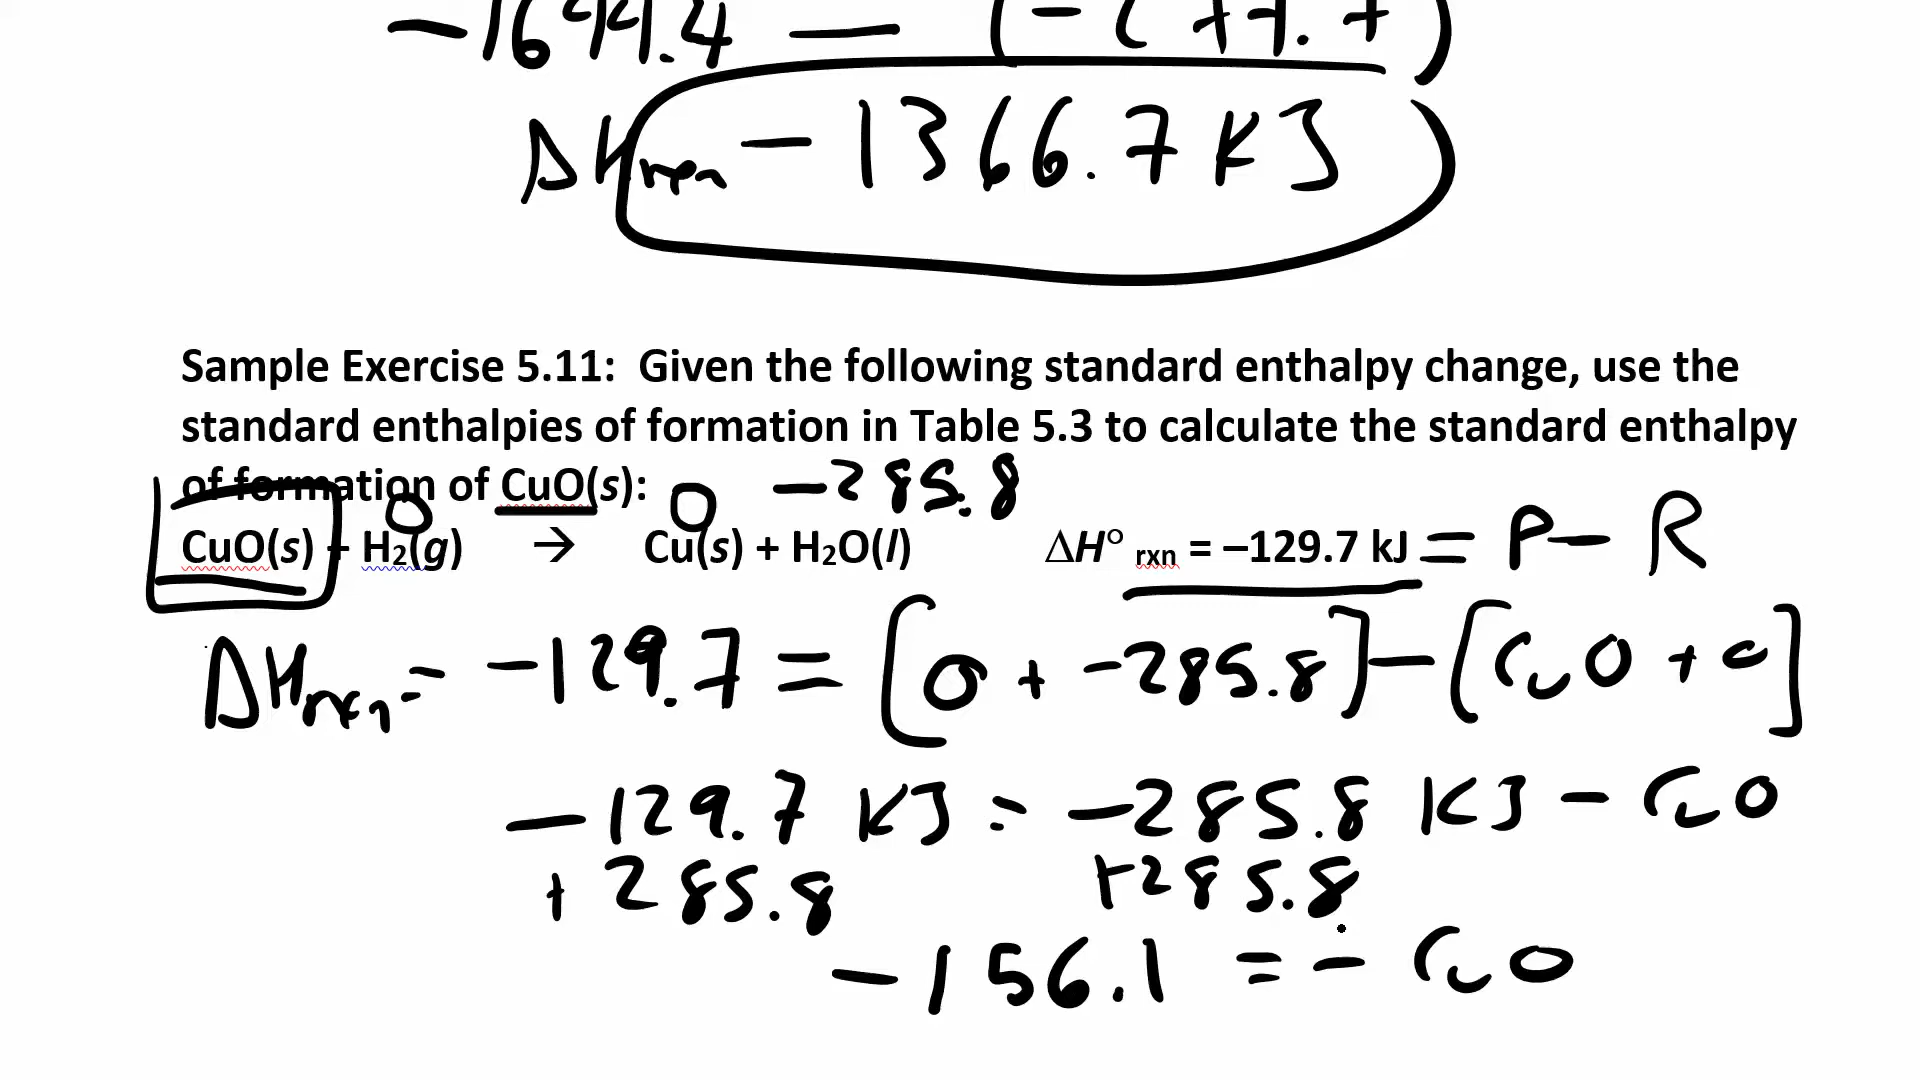 -1644.4 — (-277.7)
ΔHrxn -1366.7 KJ
Sample Exercise 5.11: Given the following standard enthalpy change, use the
standard enthalpies of formation in Table 5.3 to calculate the standard enthalpy
of formation of CuO(s):
0 0 -285.8
CuO(s) + H2(g) → Cu(s) + H2O(l) ΔH° rxn = –129.7 kJ = P - R
ΔHrxn = -129.7 = [0 + -285.8] - [CuO + 0]
-129.7 KJ = -285.8 KJ - CuO
+285.8 +285.8
-156.1 = - CuO